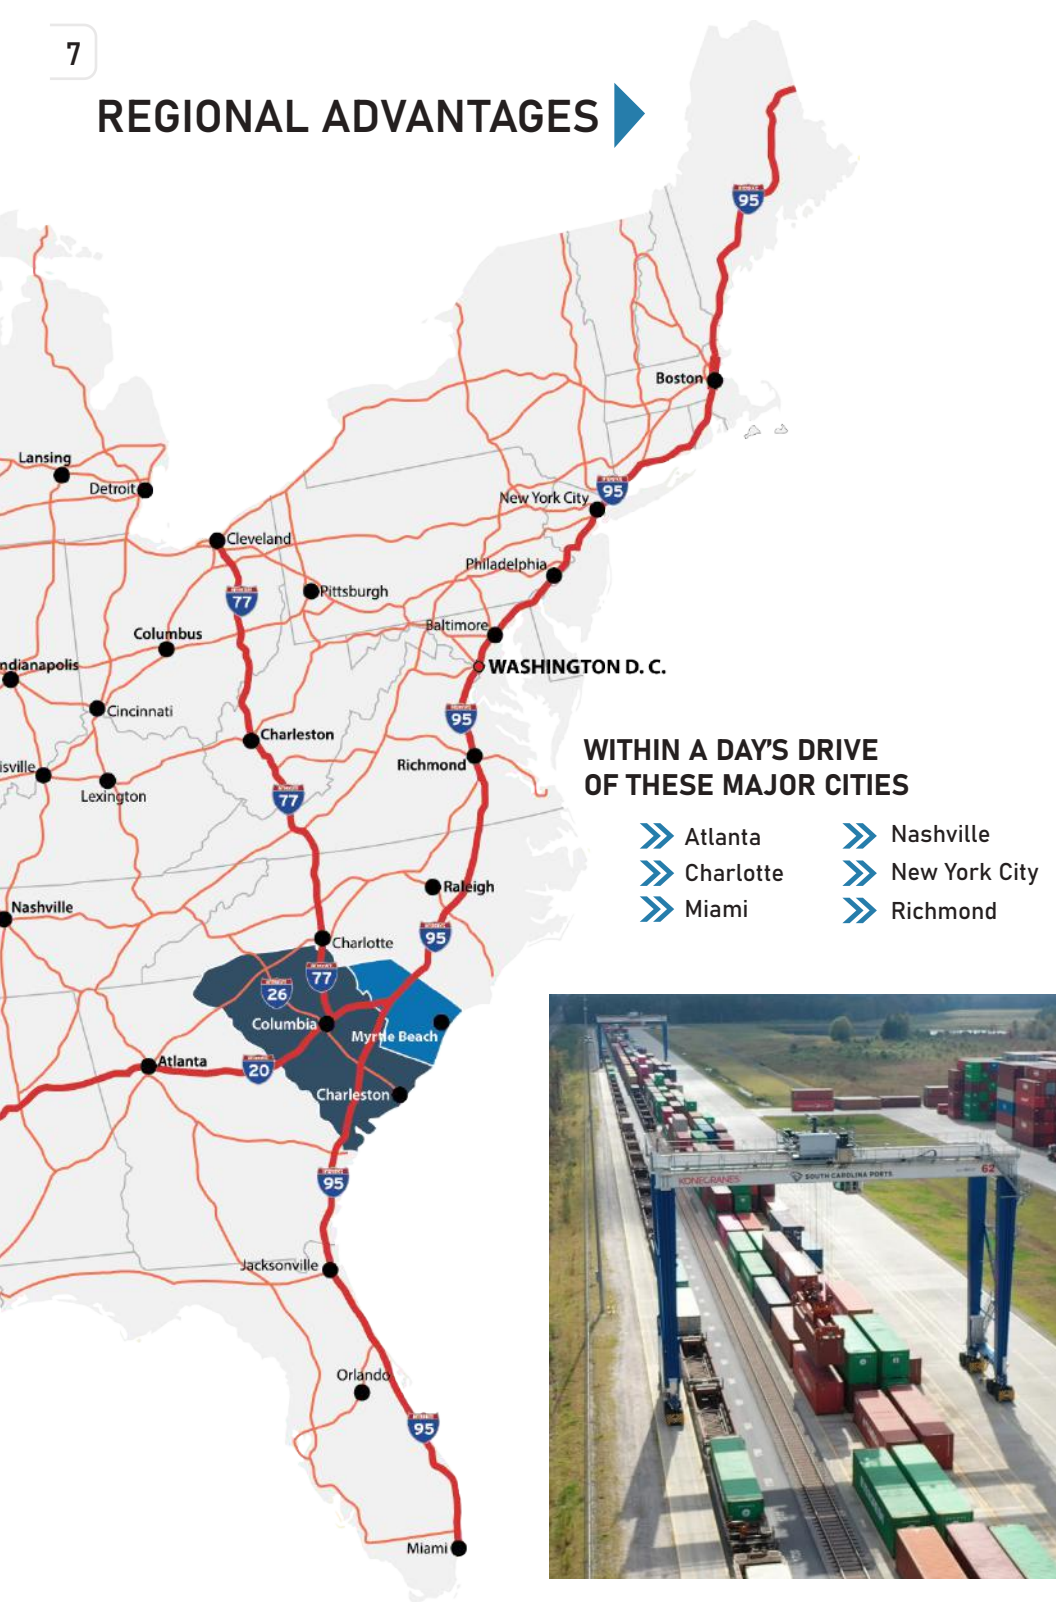 7
REGIONAL ADVANTAGES
95
Boston
Lansing
Detroit
New York City
95
Cleveland
Philadelphia
Pittsburgh
77
Baltimore
Columbus
ndianapolis
WASHINGTON D. C.
Cincinnati
95
Charleston
Richmond
isville
Lexington
77
WITHIN A DAY'S DRIVE
OF THESE MAJOR CITIES
Atlanta
Charlotte
Miami
Nashville
New York City
Richmond
Raleigh
Nashville
95
Charlotte
77
26
Columbia
Myrtle Beach
Atlanta
20
Charleston
95
Jacksonville
Orlando
95
Miami
KONECRANES
SOUTH CAROLINA PORTS
62